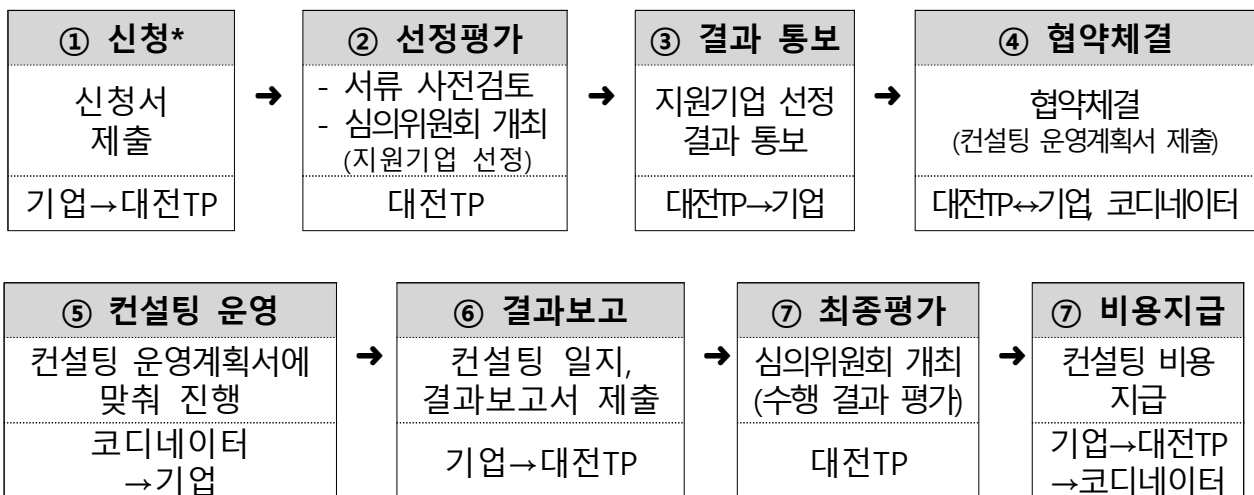 ① 신청*
신청서
제출
기업→대전TP
➜
② 선정평가
- 서류 사전검토
- 심의위원회 개최
(지원기업 선정)
대전TP
➜
③ 결과 통보
지원기업 선정
결과 통보
대전TP→기업
➜
④ 협약체결
협약체결
(컨설팅 운영계획서 제출)
대전TP↔기업, 코디네이터
⑤ 컨설팅 운영
컨설팅 운영계획서에
맞춰 진행
코디네이터
→기업
➜
⑥ 결과보고
컨설팅 일지,
결과보고서 제출
기업→대전TP
➜
⑦ 최종평가
심의위원회 개최
(수행 결과 평가)
대전TP
➜
⑦ 비용지급
컨설팅 비용
지급
기업→대전TP
→코디네이터